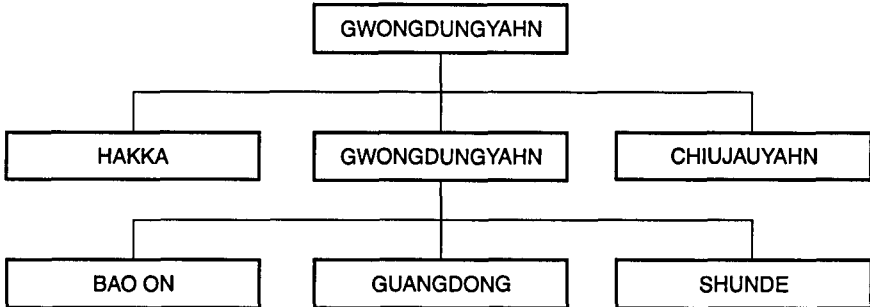 GWONGDUNGYAHN
HAKKA
GWONGDUNGYAHN
CHIUJAUYAHN
BAO ON
GUANGDONG
SHUNDE